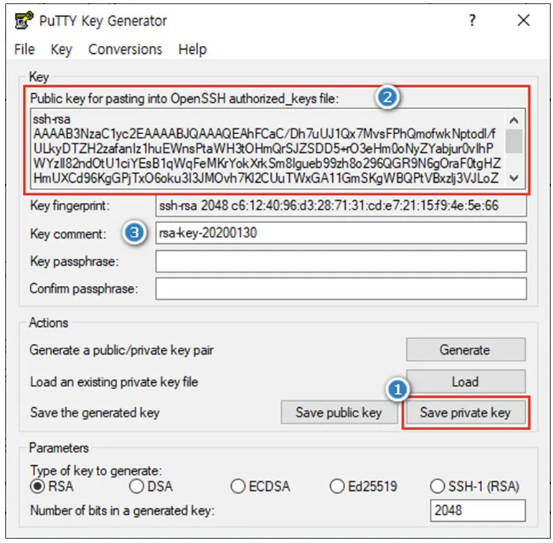 PuTTY Key Generator
? ×
File Key Conversions Help
Key
Public key for pasting into OpenSSH authorized_keys file:
2
ssh-rsa
AAAAB3NzaC1yc2EAAAABJQAAAQEAhFCaC/Dh7uUJ1Qx7MvsFPhQmofwkNptodl/f
ULkyDTZH2zafanIz1huEWnsPtaWH3tOHmQrSJZSDD5+rO3eHm0oNyZYabjur0vIhP
WYzIl82ndOtU1ciYEsB1qWqFeMKrYokXrkSm8lgueb99zh8o296QGR9N6gOraF0tgHZ
HmUXCd96KgGPjTxO6oku3I3JMOvh7Kl2CUuTWxGA11GmSKgWBQPtVBxzlj3VJLoZ
Key fingerprint: ssh-rsa 2048 c6:12:40:96:d3:28:71:31:cd:e7:21:15:f9:4e:5e:66
Key comment: 3 rsa-key-20200130
Key passphrase:
Confirm passphrase:
Actions
Generate a public/private key pair Generate
Load an existing private key file Load
1
Save the generated key Save public key Save private key
Parameters
Type of key to generate:
RSA DSA ECDSA Ed25519 SSH-1 (RSA)
Number of bits in a generated key: 2048